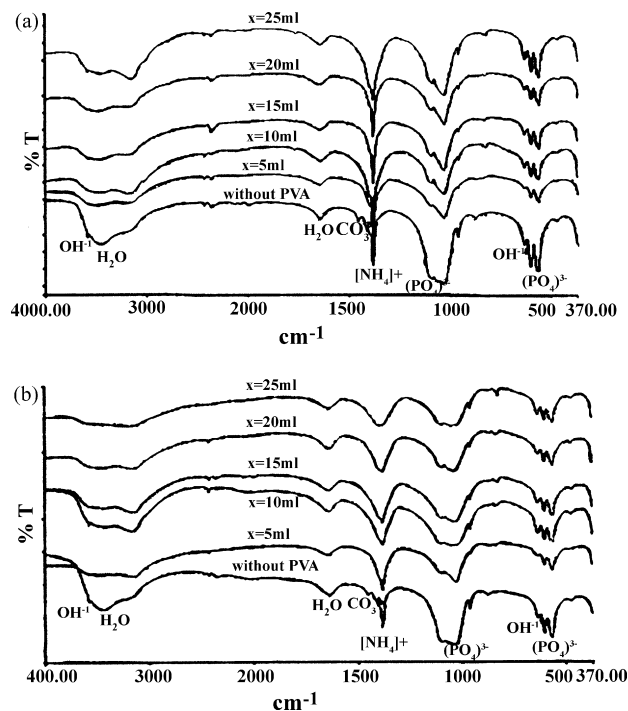 (a)
x=25ml
x=20ml
x=15ml
x=10ml
x=5ml
without PVA
% T
OH⁻¹
H₂O
H₂O CO₃
[NH₄]+
(PO₄)³⁻
OH⁻¹
(PO₄)³⁻
4000.00 3000 2000 1500 1000 500 370.00
cm⁻¹
(b)
x=25ml
x=20ml
x=15ml
x=10ml
x=5ml
without PVA
% T
OH⁻¹
H₂O
H₂O CO₃
[NH₄]+
(PO₄)³⁻
OH⁻¹
(PO₄)³⁻
400.00 3000 2000 1500 1000 500 370.00
cm⁻¹